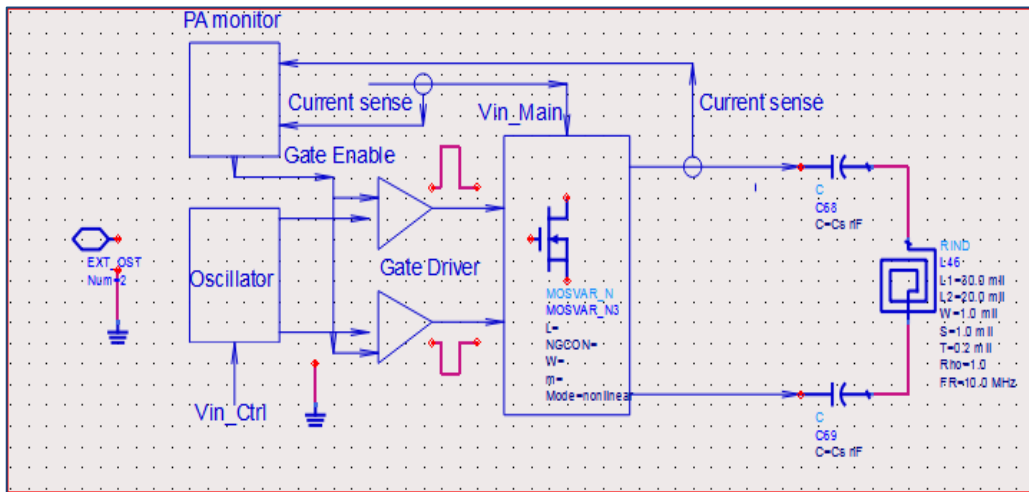 PA monitor
Current sense
Vin_Main
Current sense
Gate Enable
Oscillator
Gate Driver
EXT_OST
Num=2
Vin_Ctrl
MOSVAR_N
MOSVAR_N3
L=
NGCON=
W=
m=
Mode=nonlinear
C
C68
C=Cs nF
RIND
L46
L1=30.0 mil
L2=20.0 mil
W=1.0 mil
S=1.0 mil
T=0.2 mil
Rho=1.0
FR=10.0 MHz
C
C69
C=Cs nF